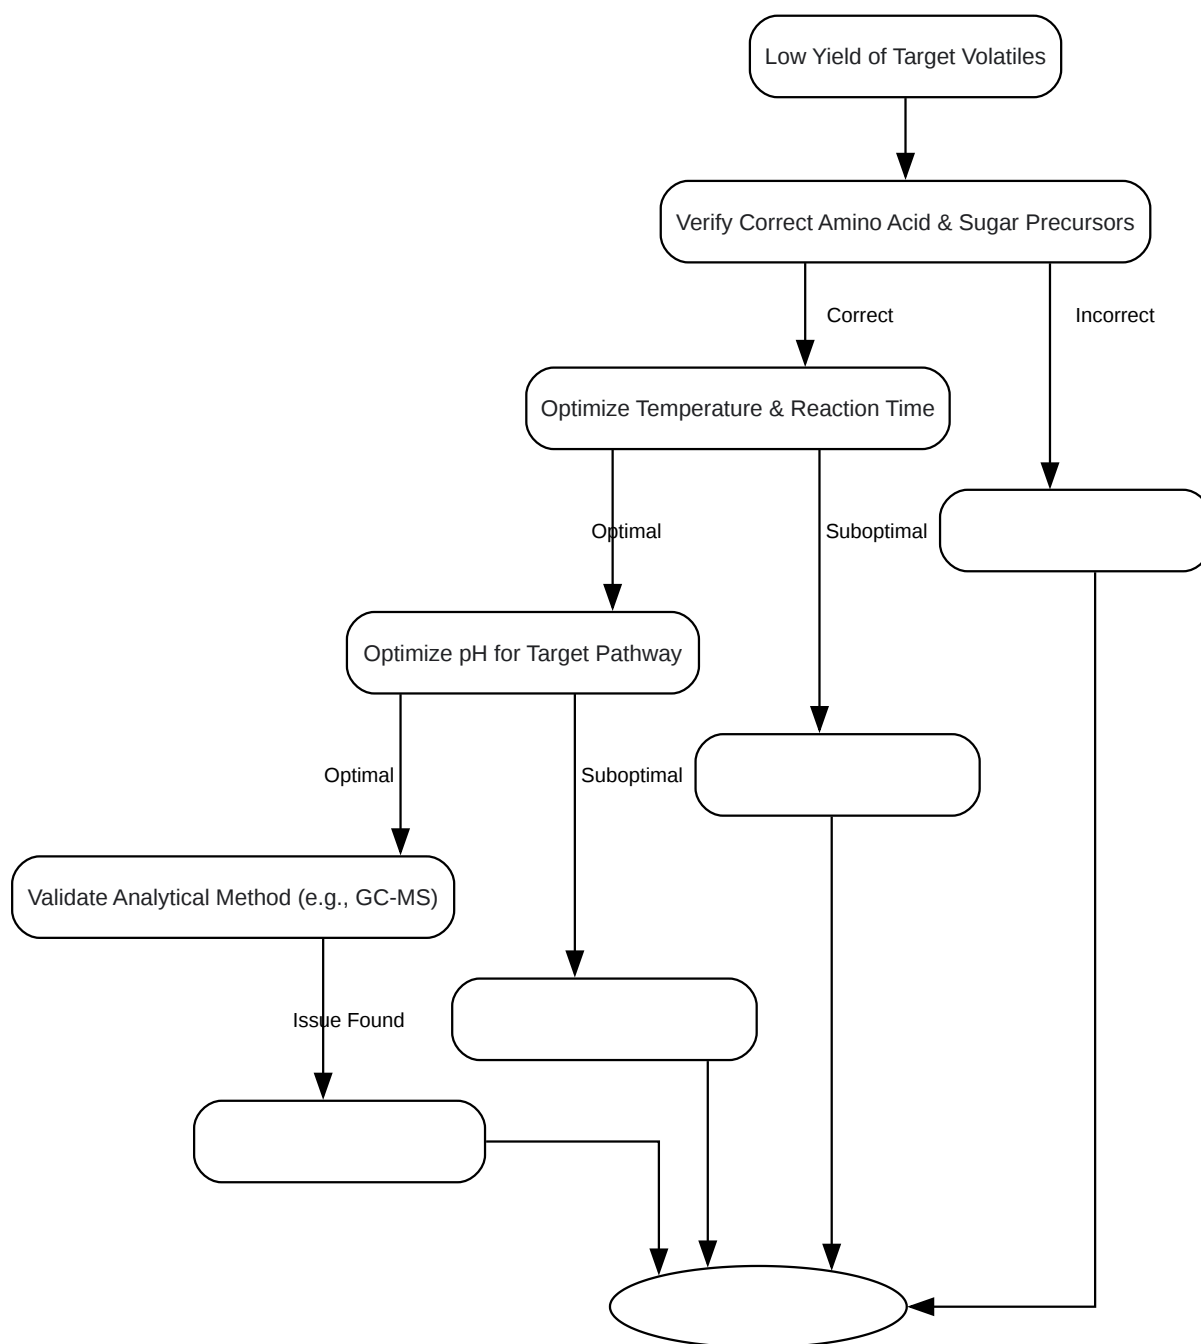 Low Yield of Target Volatiles
Verify Correct Amino Acid & Sugar Precursors
Correct
Incorrect
Optimize Temperature & Reaction Time
Optimal
Suboptimal
Optimize pH for Target Pathway
Optimal
Suboptimal
Validate Analytical Method (e.g., GC-MS)
Issue Found